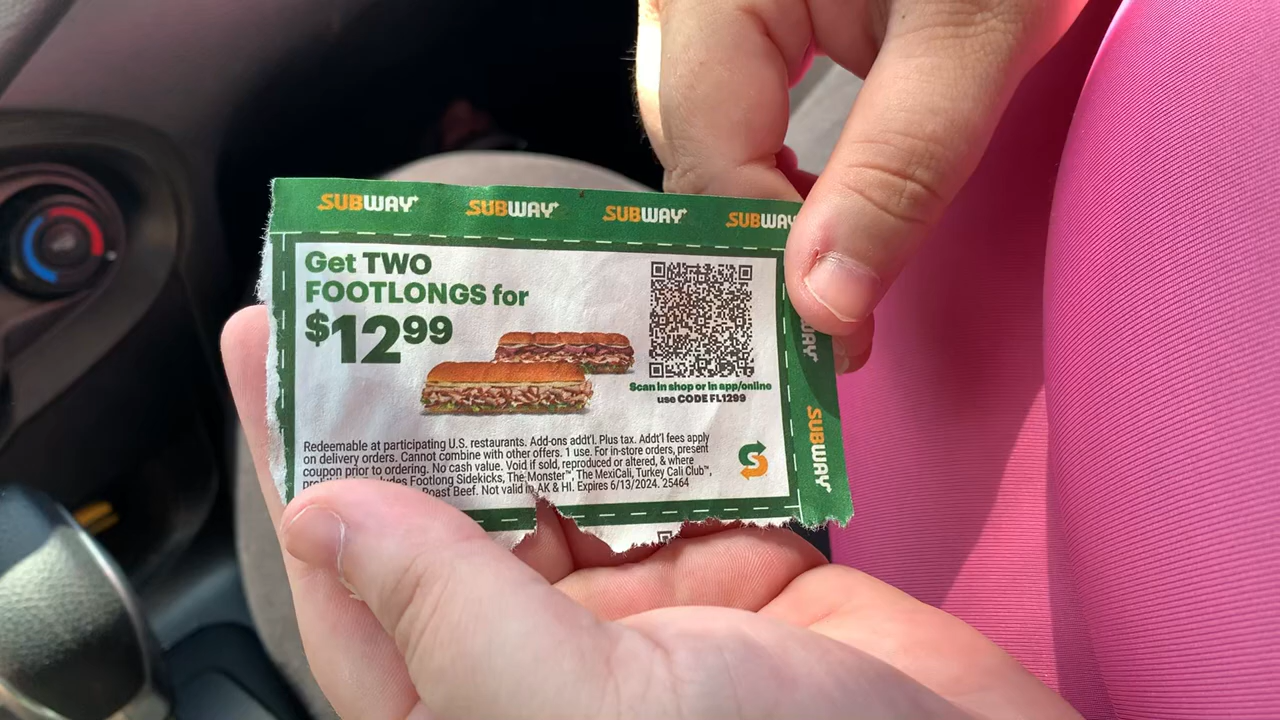 SUBWAY SUBWAY SUBWAY SUBWAY
Get TWO
FOOTLONGS for
$12⁹⁹
Scan in shop or in app/online
use CODE FL1299
Redeemable at participating U.S. restaurants. Add-ons addt'l. Plus tax. Addt'l fees apply
on delivery orders. Cannot combine with other offers. 1 use. For in-store orders, present
coupon prior to ordering. No cash value. Void if sold, reproduced or altered, & where
Footlong Sidekicks, The Monster™, The MexiCali, Turkey Cali Club™,
Roast Beef. Not valid in AK & HI. Expires 6/13/2024. 25464
WAY
SUBWAY